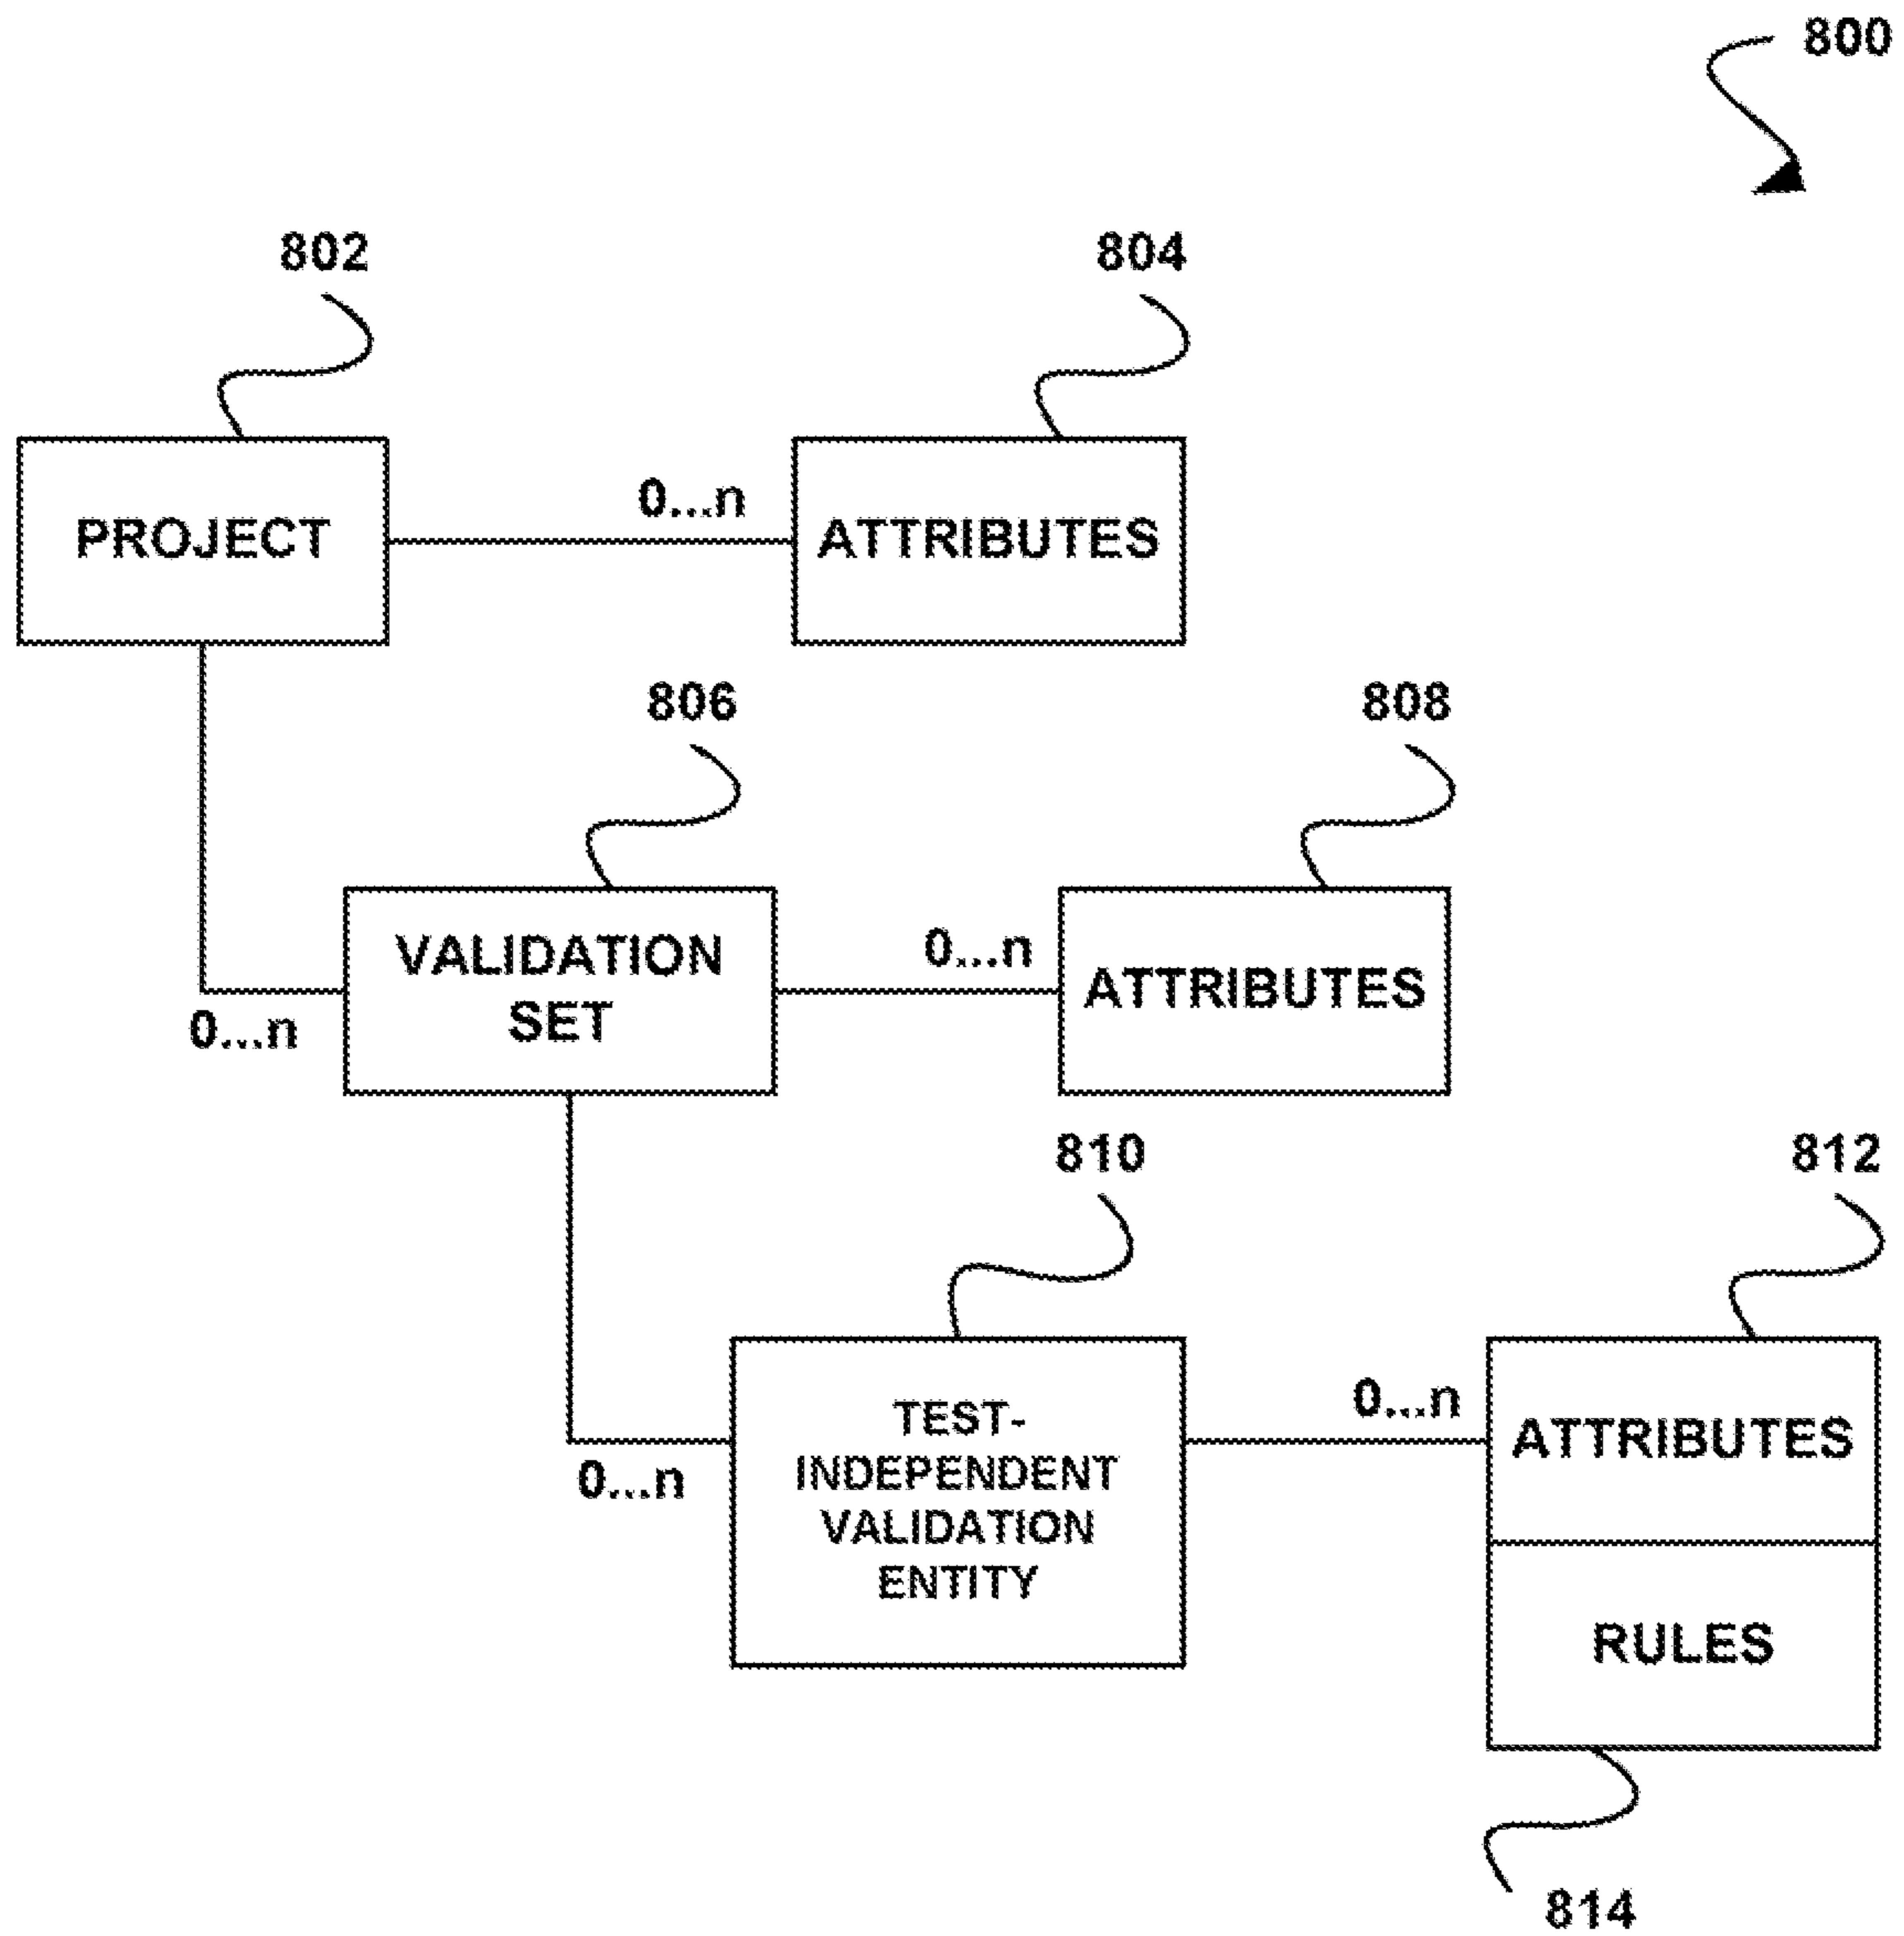 800
802
804
PROJECT
0...n
ATTRIBUTES
806
808
VALIDATION
SET
0...n
0...n
ATTRIBUTES
810
812
TEST-
INDEPENDENT
VALIDATION
ENTITY
0...n
0...n
ATTRIBUTES
RULES
814